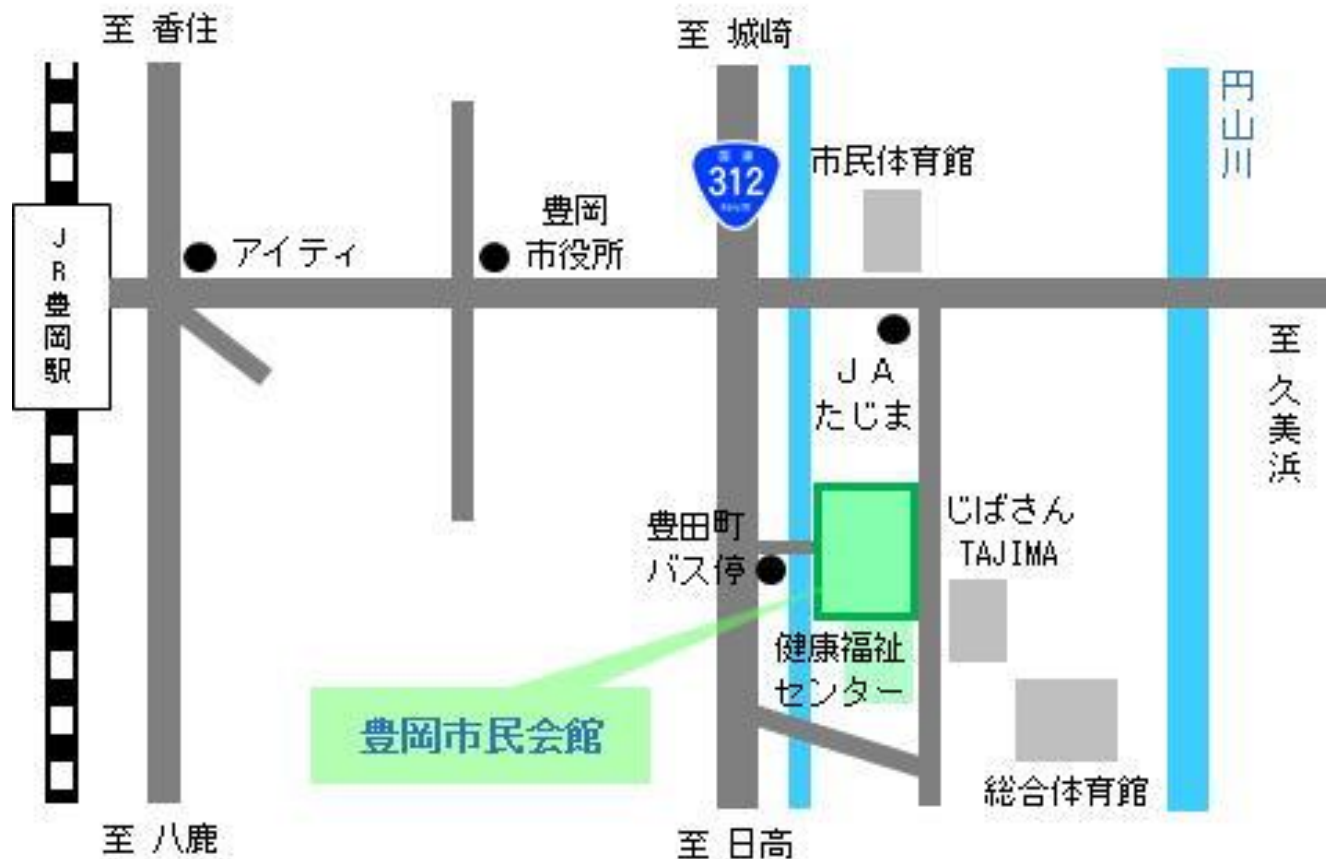 至 香住
至 城崎
円山川
312
市民体育館
豊岡
市役所
アイティ
JR豊岡駅
JA
たじま
至 久美浜
豊田町
バス停
じばさん
TAJIMA
健康福祉
センター
豊岡市民会館
総合体育館
至 八鹿
至 日高